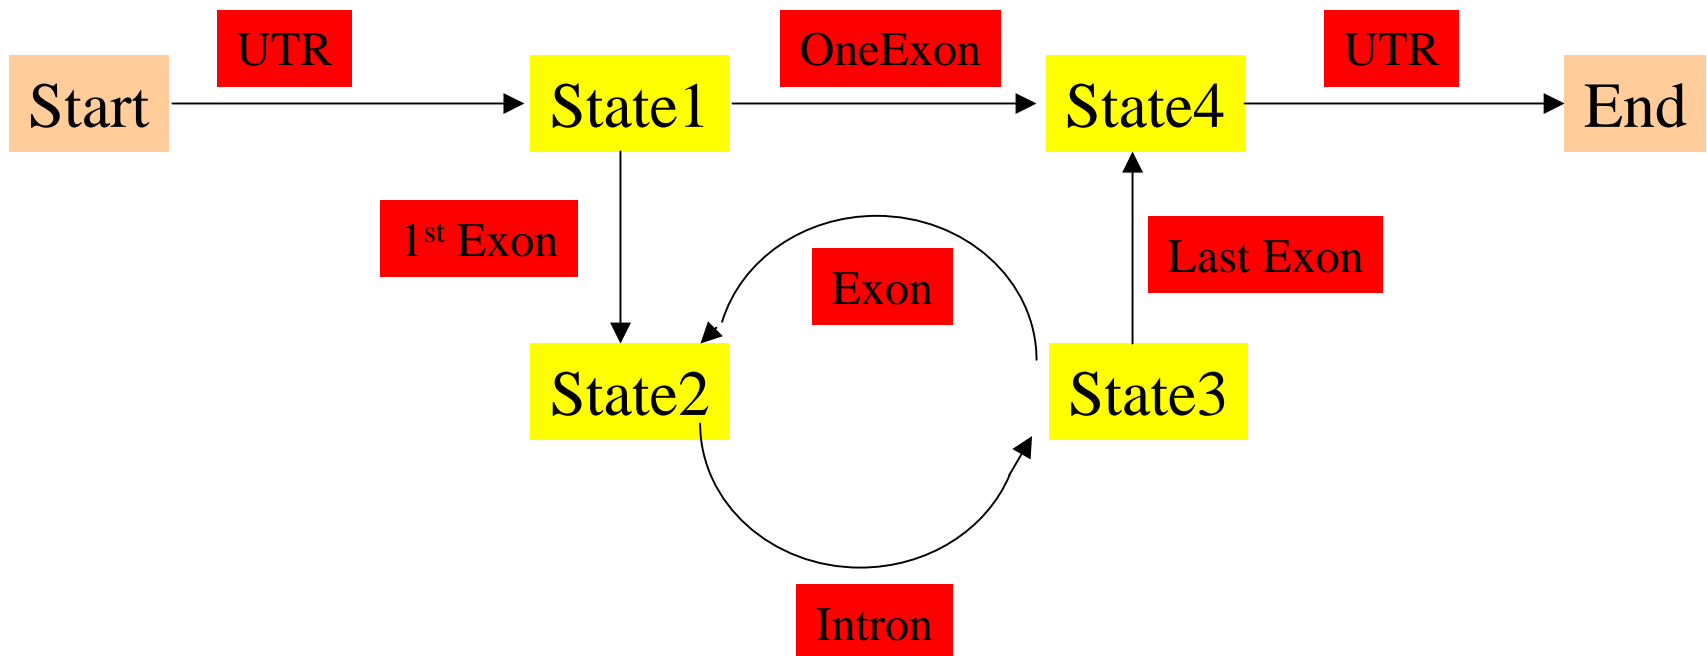 UTR
OneExon
UTR
Start
State1
State4
End
1st Exon
Last Exon
Exon
State2
State3
Intron